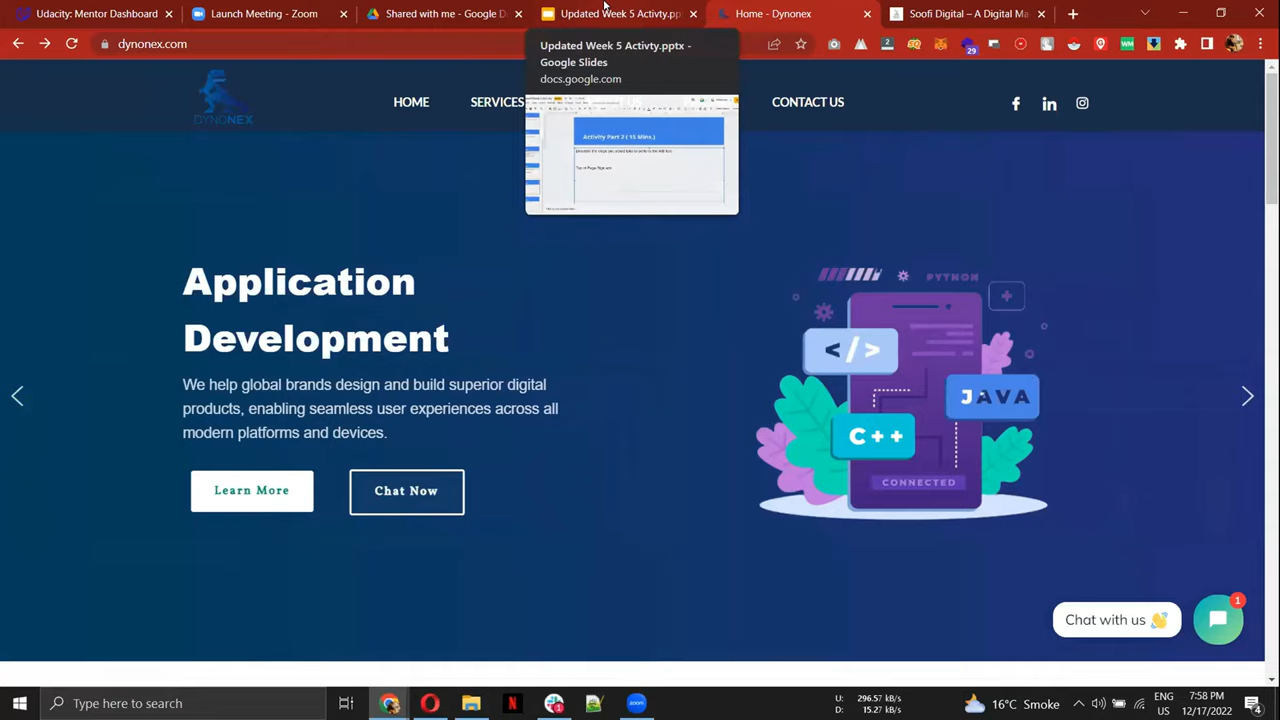 Udacity: Mentor Dashboard
Launch Meeting - Zoom
Shared with me - Google D
Updated Week 5 Activty.pp
Home - Dynonex
Soofi Digital – A Digital Ma
dynonex.com
29
WM
Updated Week 5 Activty.pptx -
Google Slides
docs.google.com
Activity Part 2 ( 15 Mins.)
DYNONEX
HOME
SERVICES
CONTACT US
Application
Development
We help global brands design and build superior digital
products, enabling seamless user experiences across all
modern platforms and devices.
Learn More
Chat Now
PYTHON
</>
JAVA
C++
CONNECTED
Chat with us 👋
1
Type here to search
U: 296.57 kB/s
D: 15.27 kB/s
16°C Smoke
ENG
US
7:58 PM
12/17/2022
4